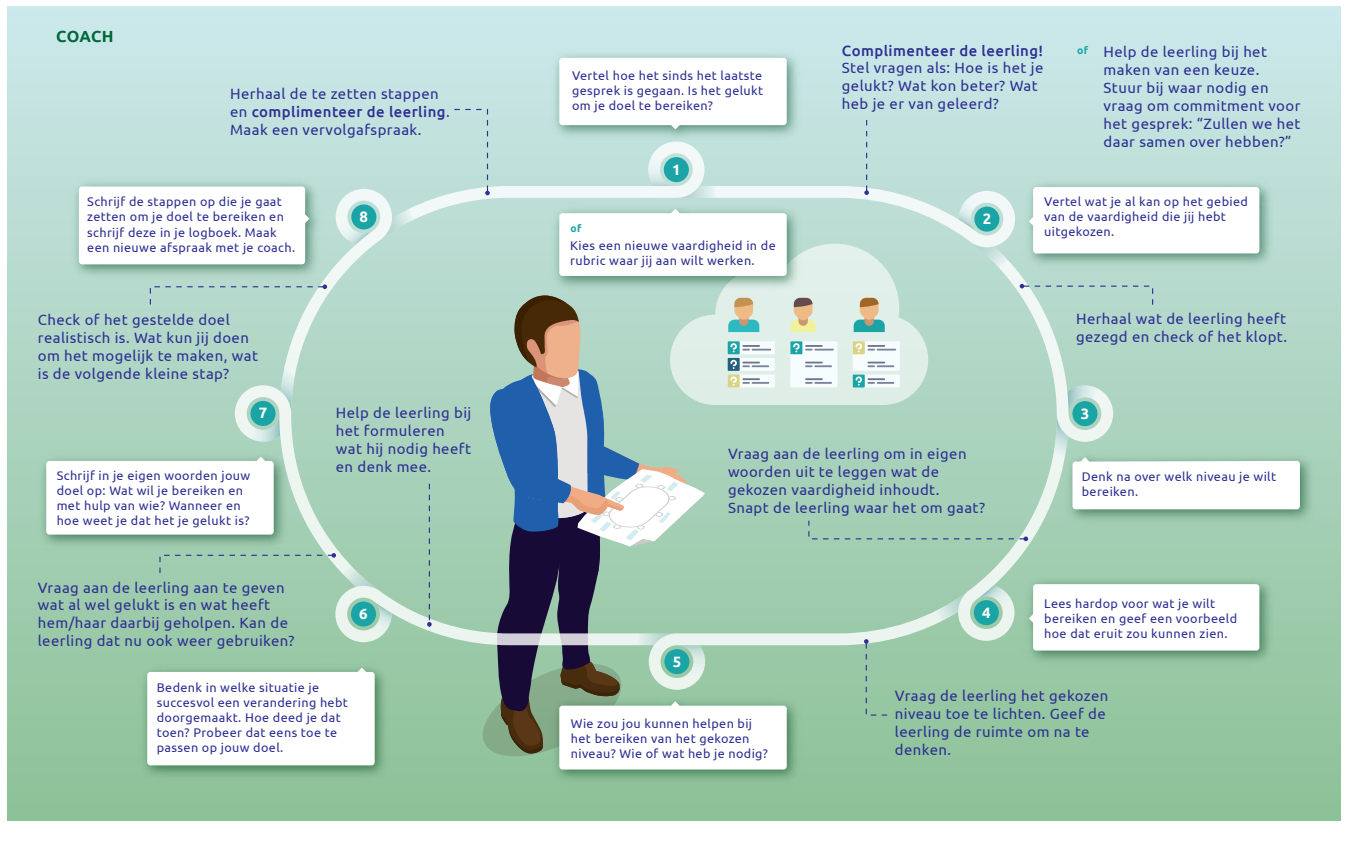 COACH
Vertel hoe het sinds het laatste
gesprek is gegaan. Is het gelukt
om je doel te bereiken?
1
of
Kies een nieuwe vaardigheid in de
rubric waar jij aan wilt werken.
Complimenteer de leerling!
Stel vragen als: Hoe is het je
gelukt? Wat kon beter? Wat
heb je er van geleerd?
of
Help de leerling bij het
maken van een keuze.
Stuur bij waar nodig en
vraag om commitment voor
het gesprek: “Zullen we het
daar samen over hebben?”
2
Vertel wat je al kan op het gebied
van de vaardigheid die jij hebt
uitgekozen.
Herhaal wat de leerling heeft
gezegd en check of het klopt.
3
Denk na over welk niveau je wilt
bereiken.
Vraag aan de leerling om in eigen
woorden uit te leggen wat de
gekozen vaardigheid inhoudt.
Snapt de leerling waar het om gaat?
4
Lees hardop voor wat je wilt
bereiken en geef een voorbeeld
hoe dat eruit zou kunnen zien.
Vraag de leerling het gekozen
niveau toe te lichten. Geef de
leerling de ruimte om na te
denken.
5
Wie zou jou kunnen helpen bij
het bereiken van het gekozen
niveau? Wie of wat heb je nodig?
Help de leerling bij
het formuleren
wat hij nodig heeft
en denk mee.
6
Bedenk in welke situatie je
succesvol een verandering hebt
doorgemaakt. Hoe deed je dat
toen? Probeer dat eens toe te
passen op jouw doel.
Vraag aan de leerling aan te geven
wat al wel gelukt is en wat heeft
hem/haar daarbij geholpen. Kan de
leerling dat nu ook weer gebruiken?
7
Schrijf in je eigen woorden jouw
doel op: Wat wil je bereiken en
met hulp van wie? Wanneer en
hoe weet je dat het je gelukt is?
Check of het gestelde doel
realistisch is. Wat kun jij doen
om het mogelijk te maken, wat
is de volgende kleine stap?
8
Schrijf de stappen op die je gaat
zetten om je doel te bereiken en
schrijf deze in je logboek. Maak
een nieuwe afspraak met je coach.
Herhaal de te zetten stappen
en complimenteer de leerling.
Maak een vervolgafspraak.
?
?
?
?
?
?